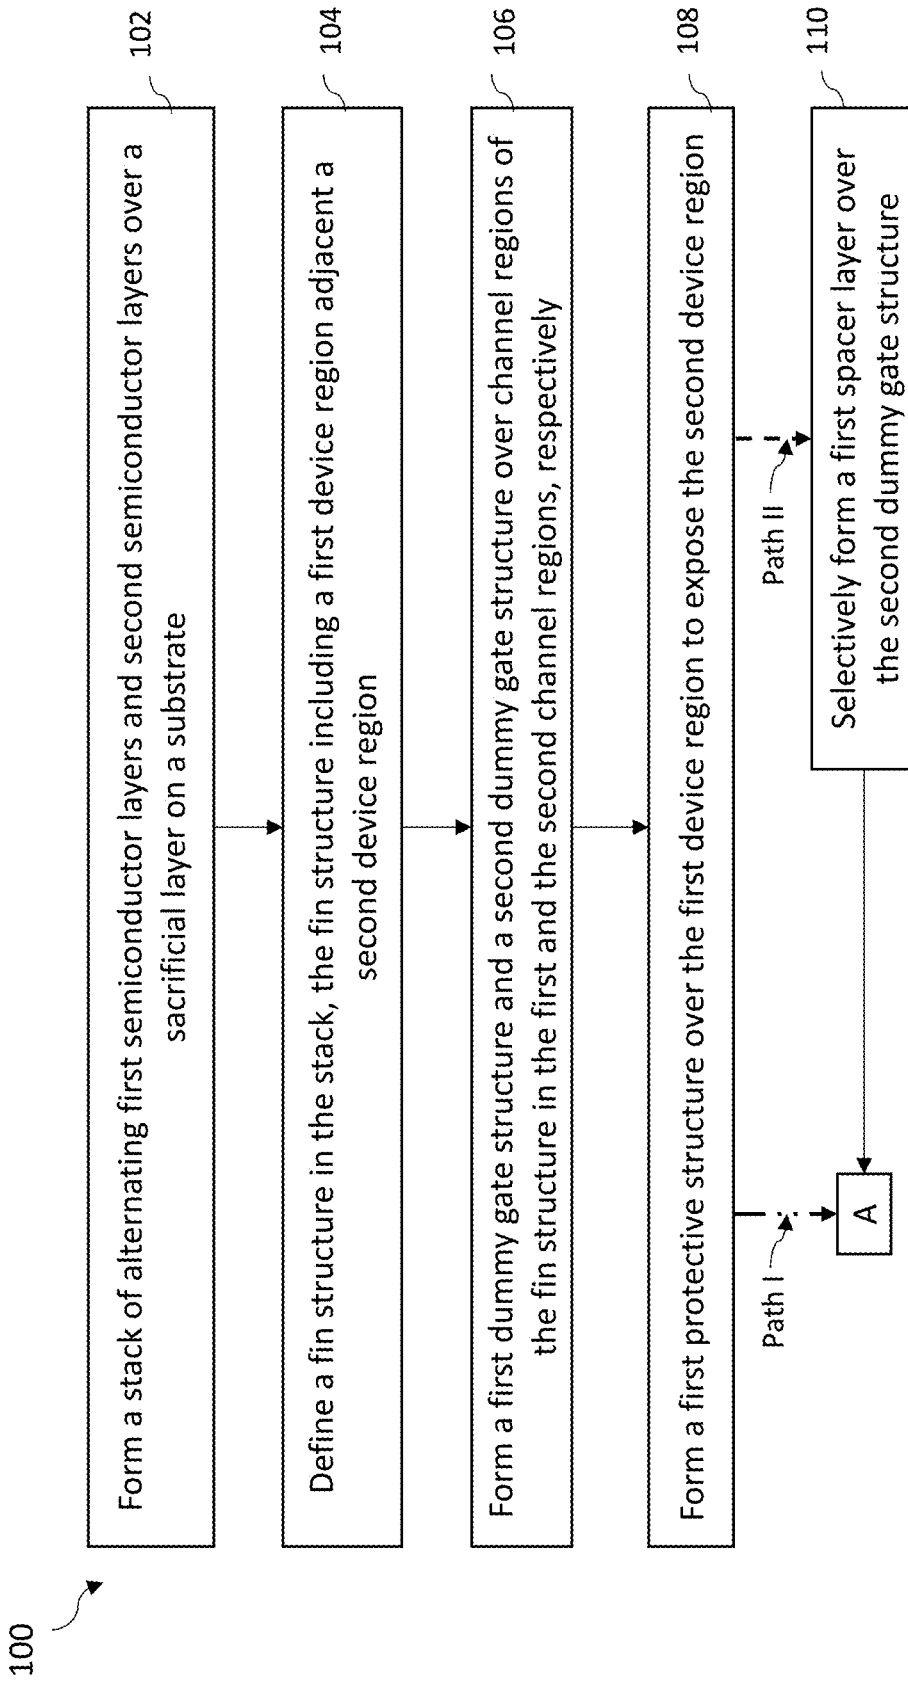 100
102
Form a stack of alternating first semiconductor layers and second semiconductor layers over a
sacrificial layer on a substrate
104
Define a fin structure in the stack, the fin structure including a first device region adjacent a
second device region
106
Form a first dummy gate structure and a second dummy gate structure over channel regions of
the fin structure in the first and the second channel regions, respectively
108
Form a first protective structure over the first device region to expose the second device region
Path I
Path II
110
Selectively form a first spacer layer over
the second dummy gate structure
A